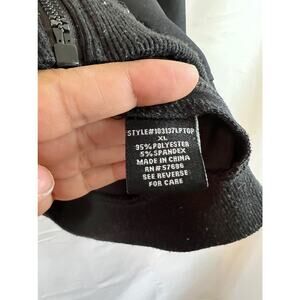 STYLE#103137LPTOP
XL
95% POLYESTER
5% SPANDEX
MADE IN CHINA
RN#57696
SEE REVERSE
FOR CARE